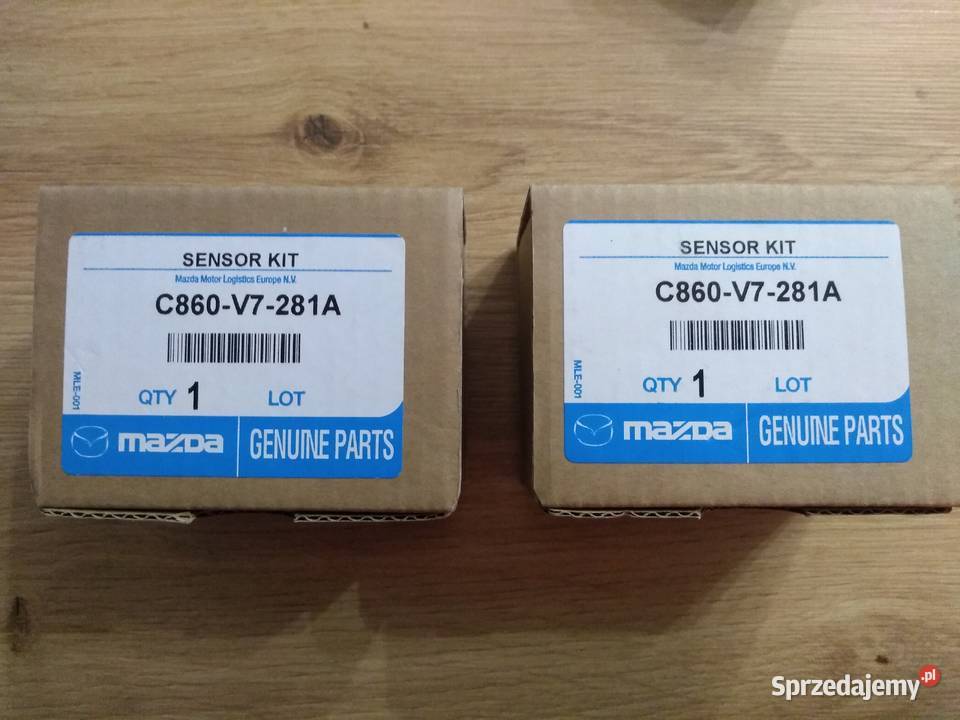 SENSOR KIT
Mazda Motor Logistics Europe N.V.
C860-V7-281A
MLE-001
QTY 1 LOT
mazda GENUINE PARTS
SENSOR KIT
Mazda Motor Logistics Europe N.V.
C860-V7-281A
MLE-001
QTY 1 LOT
mazda GENUINE PARTS
Sprzedajemy.pl